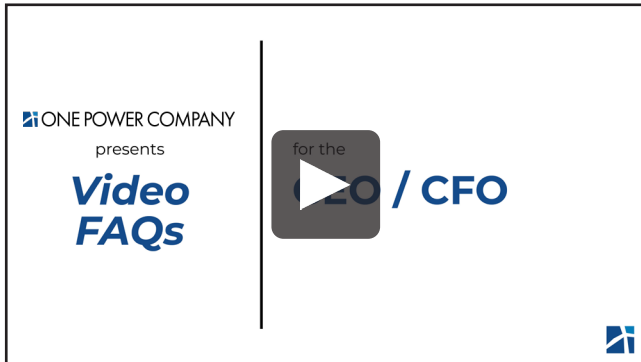 ONE POWER COMPANY
presents
Video
FAQs
for the
CEO / CFO